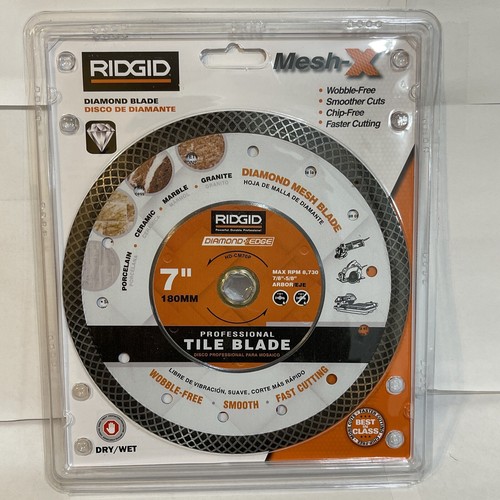 RIDGID
DIAMOND BLADE
DISCO DE DIAMANTE
Mesh-X
• Wobble-Free
• Smoother Cuts
• Chip-Free
• Faster Cutting
PORCELAIN • CERAMIC • MARBLE • GRANITE
DIAMOND MESH BLADE
HOJA DE MALLA DE DIAMANTE
RIDGID
DIAMOND EDGE
7"
180MM
MAX RPM 8,730
7/8"-5/8"
ARBOR/EJE
PROFESSIONAL
TILE BLADE
DISCO PROFESIONAL PARA MOSAICO
LIBRE DE VIBRACIÓN, SUAVE, CORTE MÁS RÁPIDO
WOBBLE-FREE • SMOOTH • FAST CUTTING
DRY/WET
BEST
IN
CLASS